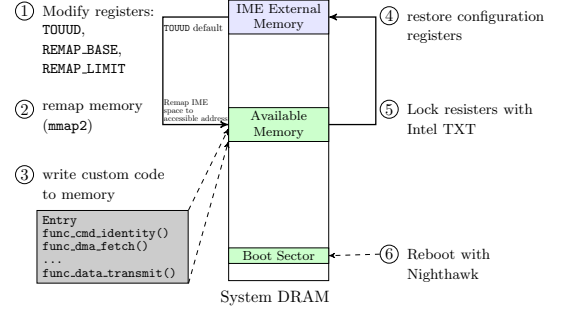 ① Modify registers:
TOUUD,
REMAP_BASE,
REMAP_LIMIT
② remap memory
(mmap2)
③ write custom code
to memory
Entry
func_cmd_identity()
func_dma_fetch()
...
func_data_transmit()
TOUUD default
Remap IME
space to
accessible address
IME External
Memory
Available
Memory
Boot Sector
System DRAM
④ restore configuration
registers
⑤ Lock resisters with
Intel TXT
⑥ Reboot with
Nighthawk